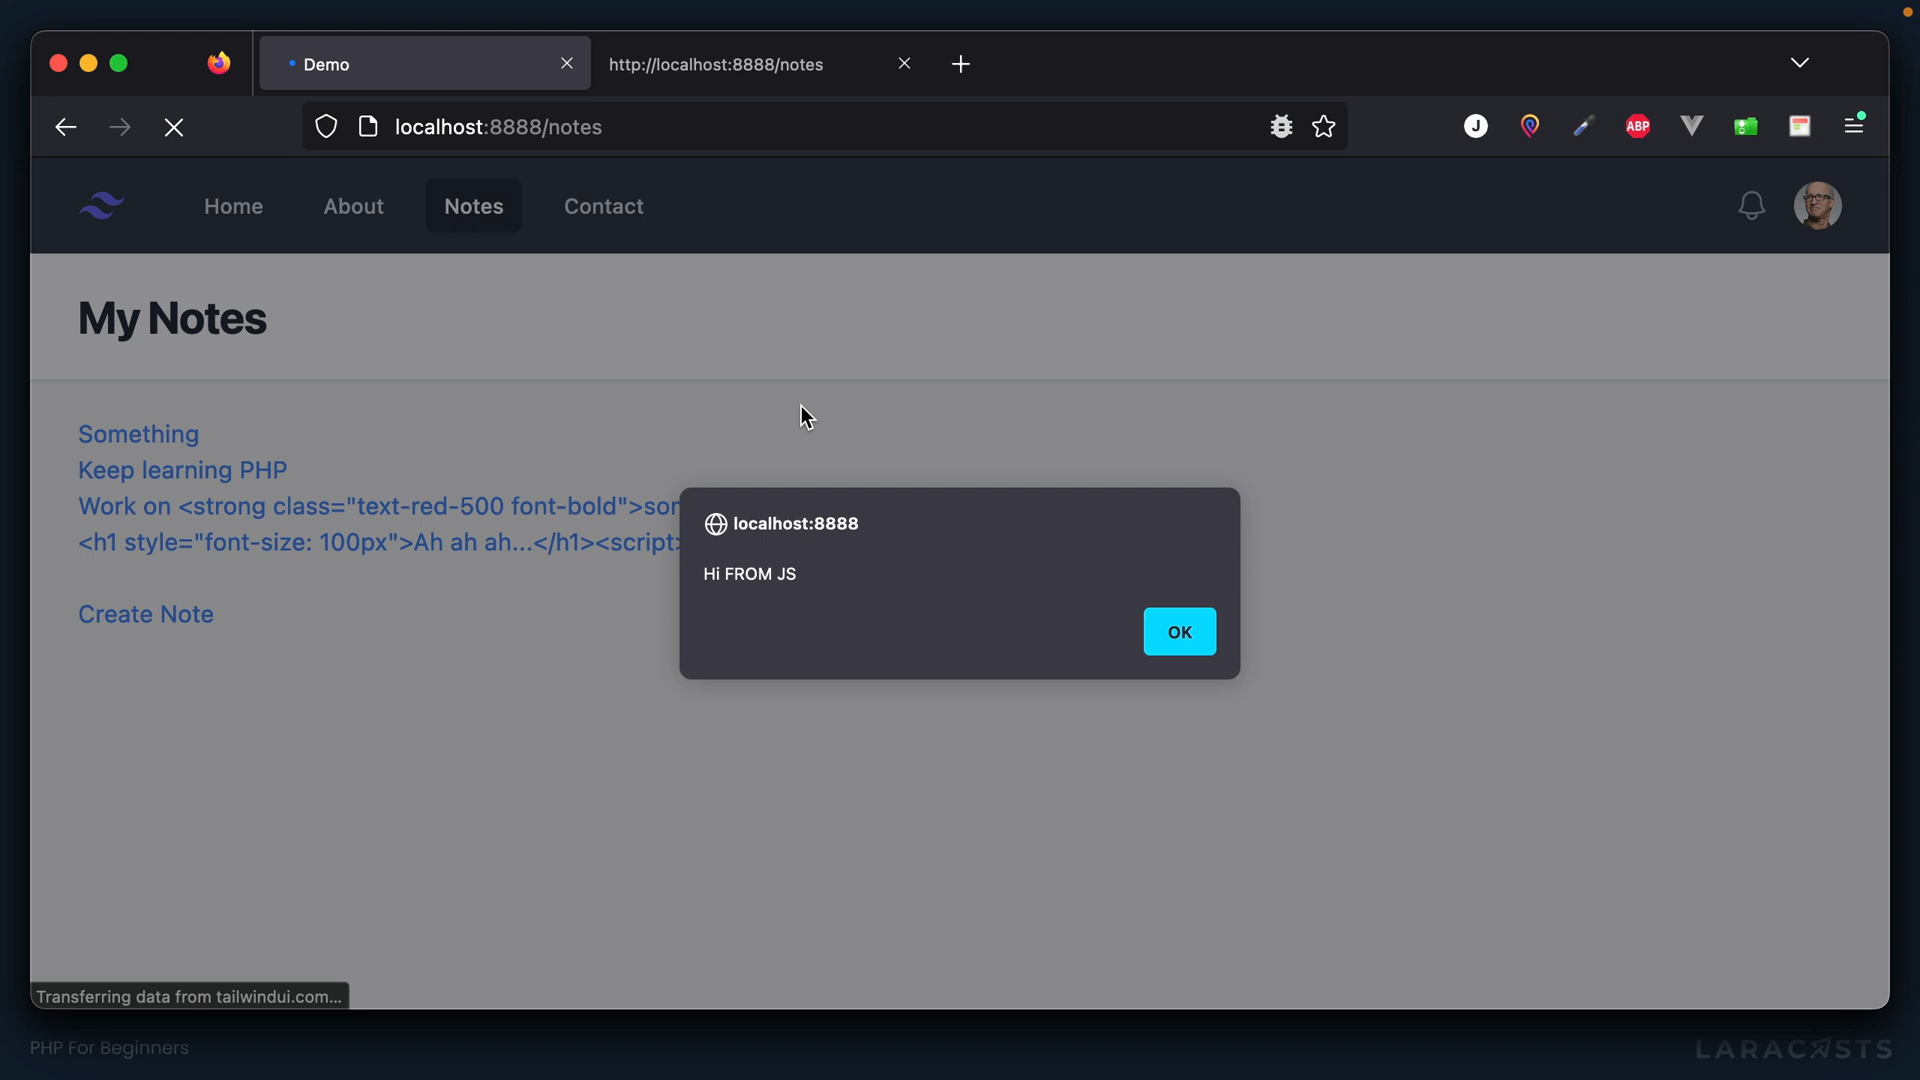 Demo
http://localhost:8888/notes
localhost:8888/notes
J
ABP
Home
About
Notes
Contact
My Notes
Something
Keep learning PHP
Work on <strong class="text-red-500 font-bold">
<h1 style="font-size: 100px">Ah ah ah...</h1><script>
Create Note
localhost:8888
Hi FROM JS
OK
Transferring data from tailwindui.com...
PHP For Beginners
LARACASTS